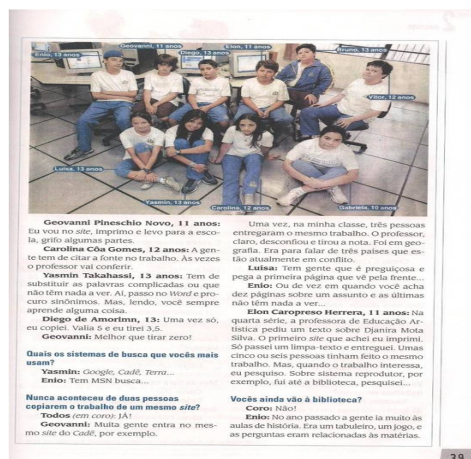 Geovanni, 11 anos
Elon, 11 anos
Bruno, 13 anos
Enio, 13 anos
Diego, 13 anos
Vítor, 12 anos
Luísa, 13 anos
Yasmin, 13 anos
Carolina, 12 anos
Gabriela, 10 anos
Geovanni Pineschio Novo, 11 anos:
Eu vou no site, imprimo e levo para a esco-
la, grifo algumas partes.
Carolina Côa Gomes, 12 anos: A gen-
te tem de citar a fonte no trabalho. Às vezes
o professor vai conferir.
Yasmin Takahassi, 13 anos: Tem de
substituir as palavras complicadas ou que
não têm nada a ver. Aí, passo no Word e pro-
curo sinônimos. Mas, lendo, você sempre
aprende alguma coisa.
Diego de Amorimn, 13: Uma vez só,
eu copiei. Valia 5 e eu tirei 3,5.
Geovanni: Melhor que tirar zero!
Quais os sistemas de busca que vocês mais
usam?
Yasmin: Google, Cadê, Terra...
Enio: Tem MSN busca...
Nunca aconteceu de duas pessoas
copiarem o trabalho de um mesmo site?
Todos (em coro): JÁ!
Geovanni: Muita gente entra no mes-
mo site do Cadê, por exemplo.
Uma vez, na minha classe, três pessoas
entregaram o mesmo trabalho. O professor,
claro, desconfiou e tirou a nota. Foi em geo-
grafia. Era para falar de três países que es-
tão atualmente em conflito.
Luísa: Tem gente que é preguiçosa e
pega a primeira página que vê pela frente...
Enio: Ou de vez em quando você acha
dez páginas sobre um assunto e as últimas
não têm nada a ver...
Elon Caropreso Herrera, 11 anos: Na
quarta série, a professora de Educação Ar-
tística pediu um texto sobre Djanira Mota
Silva. O primeiro site que achei eu imprimi.
Só passei um limpa-texto e entreguei. Umas
cinco ou seis pessoas tinham feito o mesmo
trabalho. Mas, quando o trabalho interessa,
eu pesquiso. Sobre sistema reprodutor, por
exemplo, fui até a biblioteca, pesquisei...
Vocês ainda vão à biblioteca?
Coro: Não!
Enio: No ano passado a gente ia muito às
aulas de história. Era um tabuleiro, um jogo, e
as perguntas eram relacionadas às matérias.
39